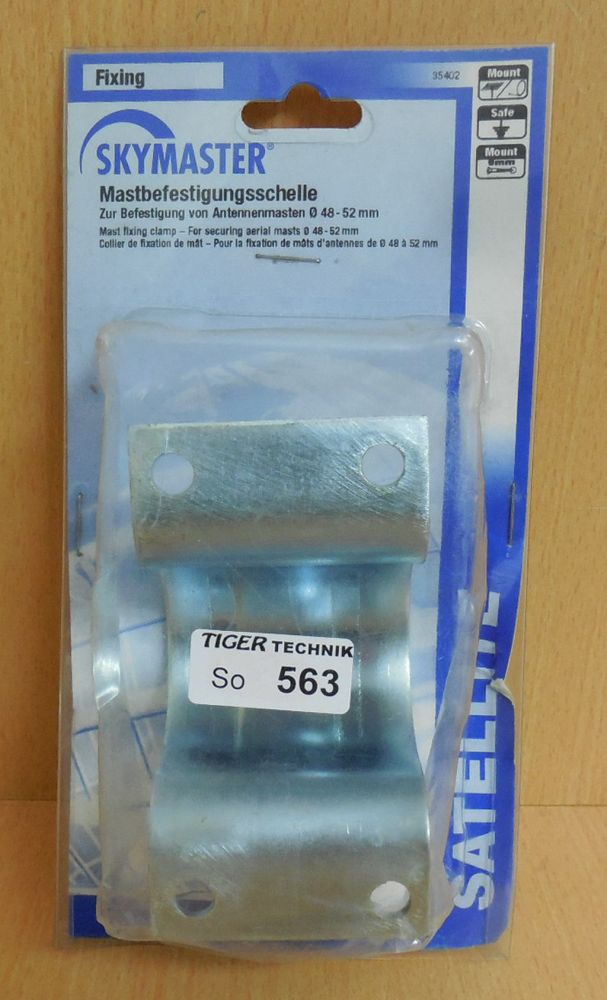 Fixing
35402
Mount
Safe
Mount
8mm
SKYMASTER®
Mastbefestigungsschelle
Zur Befestigung von Antennenmasten Ø 48 - 52 mm
Mast fixing clamp – For securing aerial masts Ø 48 - 52 mm
Collier de fixation de mât – Pour la fixation de mâts d'antennes de Ø 48 à 52 mm
TIGER TECHNIK
So 563
SATELLITE